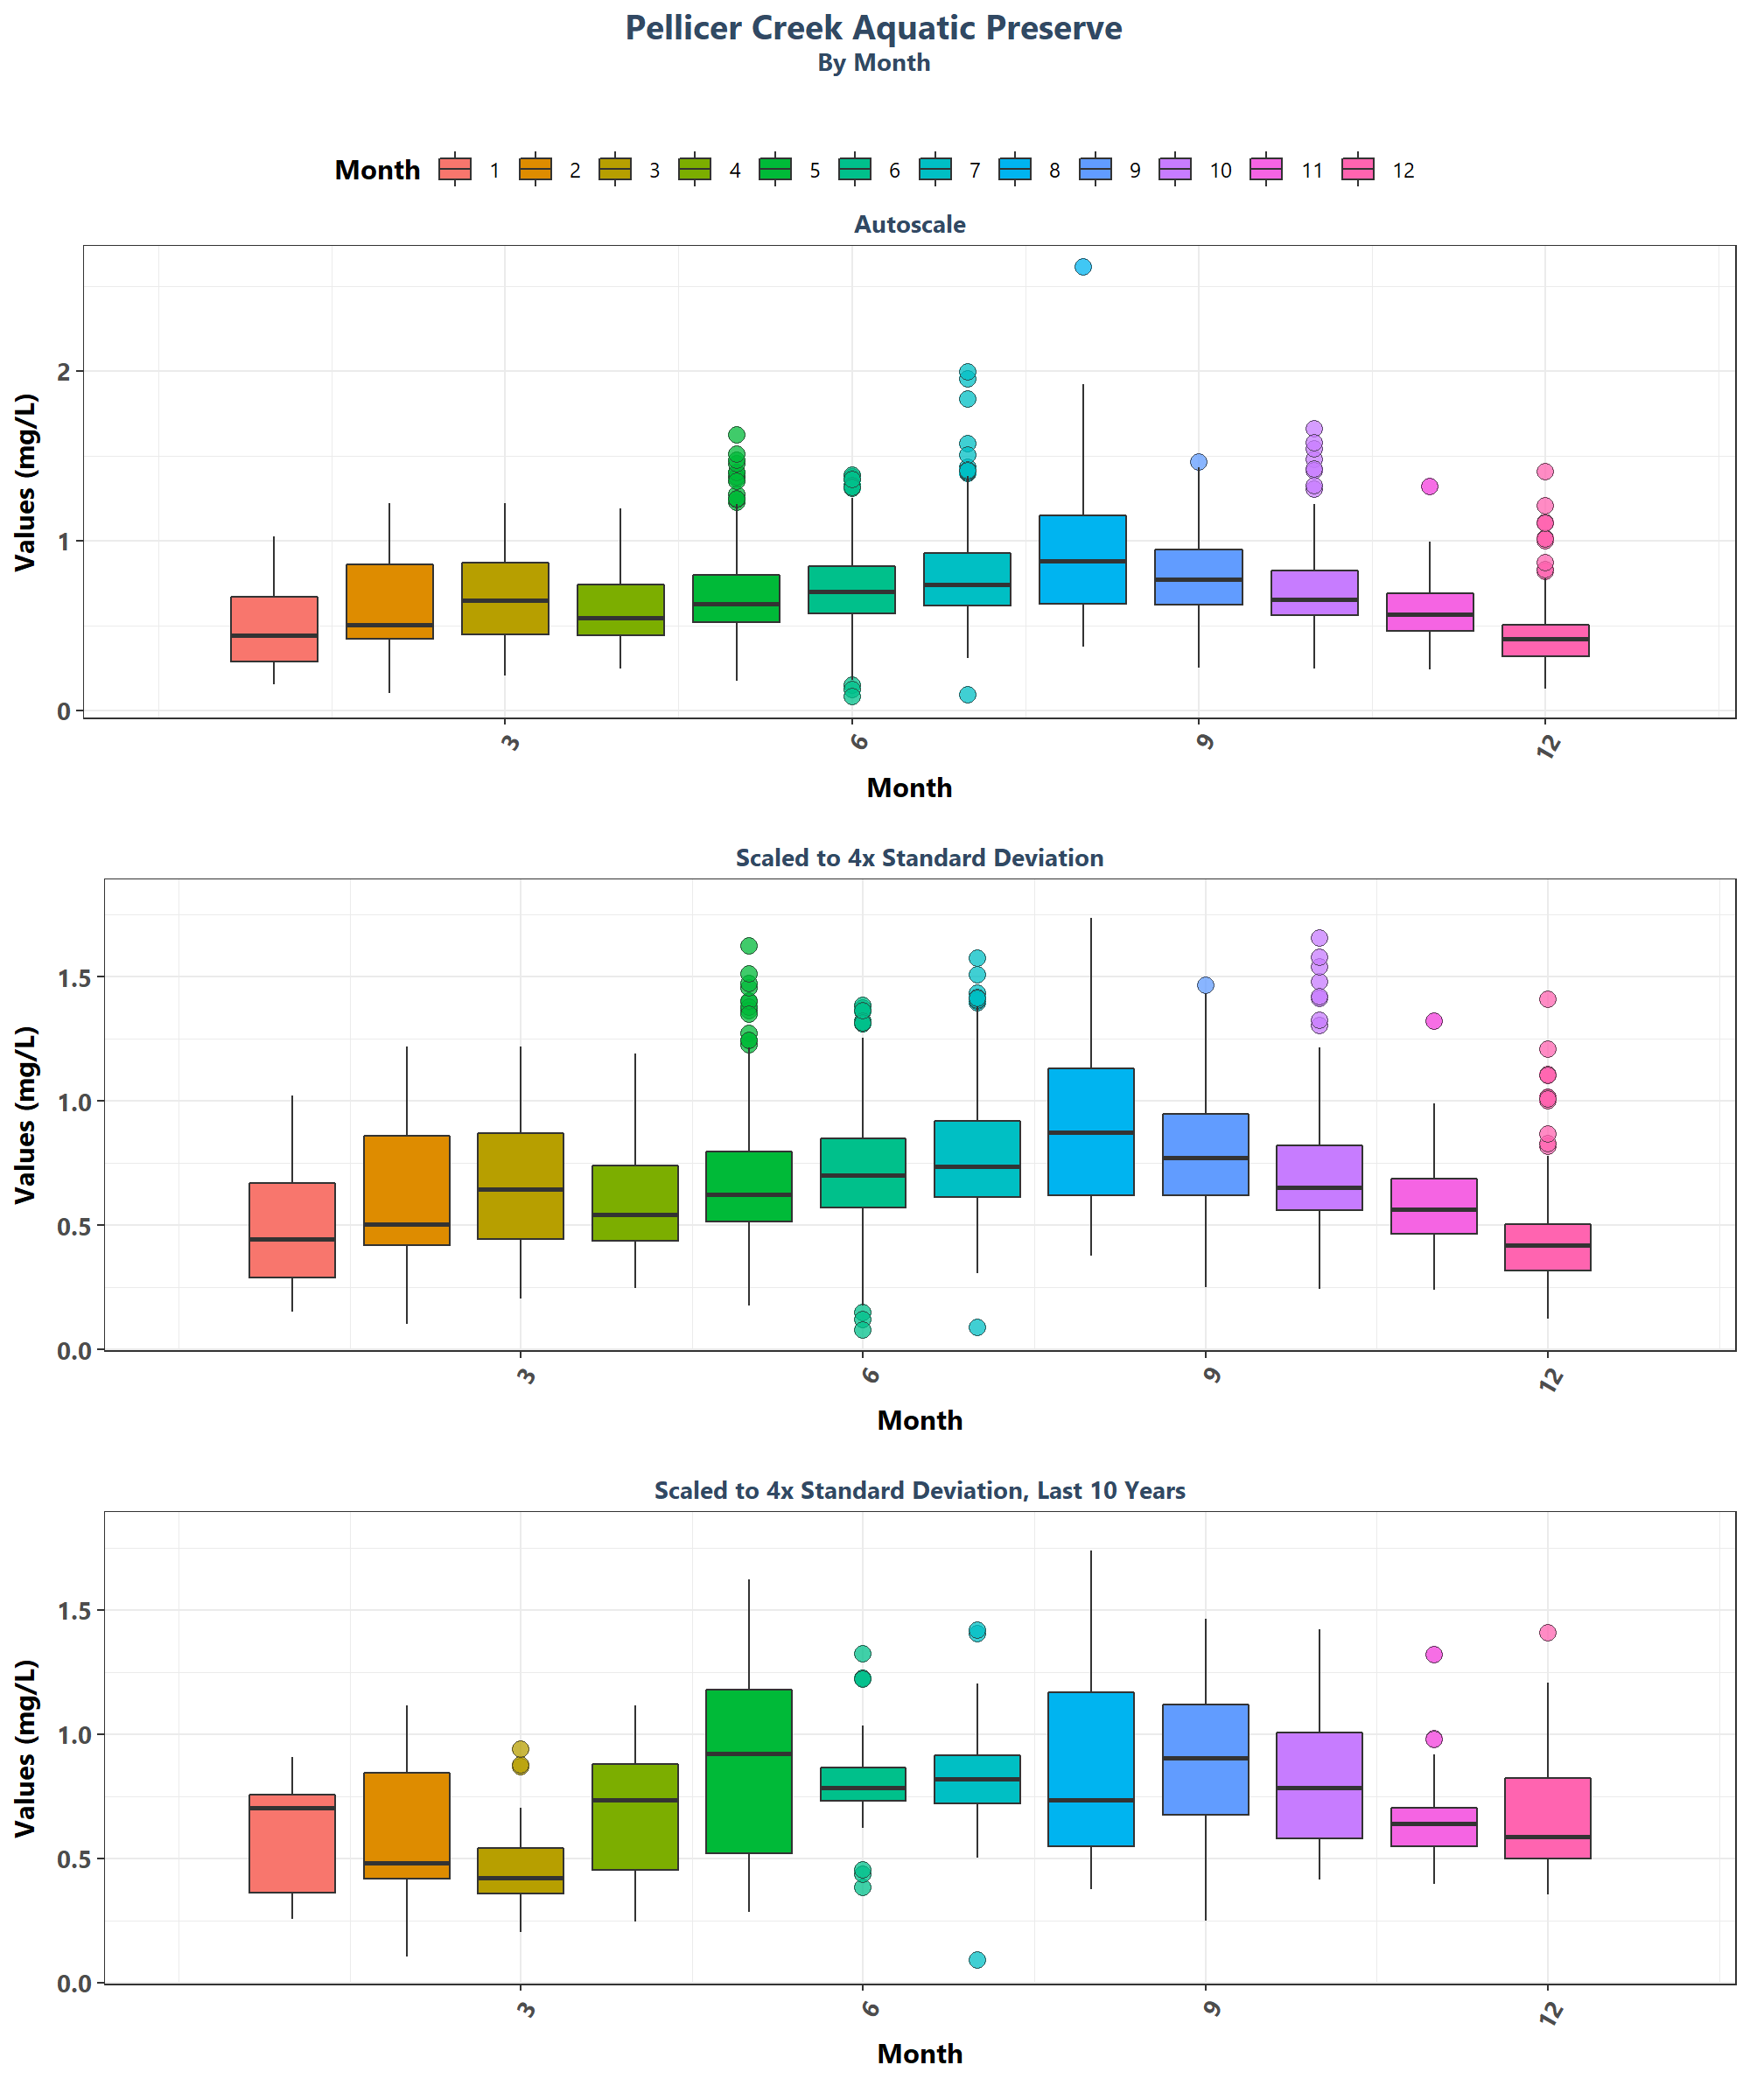 Pellicer Creek Aquatic Preserve
By Month
Month 1 2 3 4 5 6 7 8 9 10 11 12
Autoscale
Values (mg/L)
2
1
0
3 6 9 12
Month
Scaled to 4x Standard Deviation
Values (mg/L)
1.5
1.0
0.5
0.0
3 6 9 12
Month
Scaled to 4x Standard Deviation, Last 10 Years
Values (mg/L)
1.5
1.0
0.5
0.0
3 6 9 12
Month